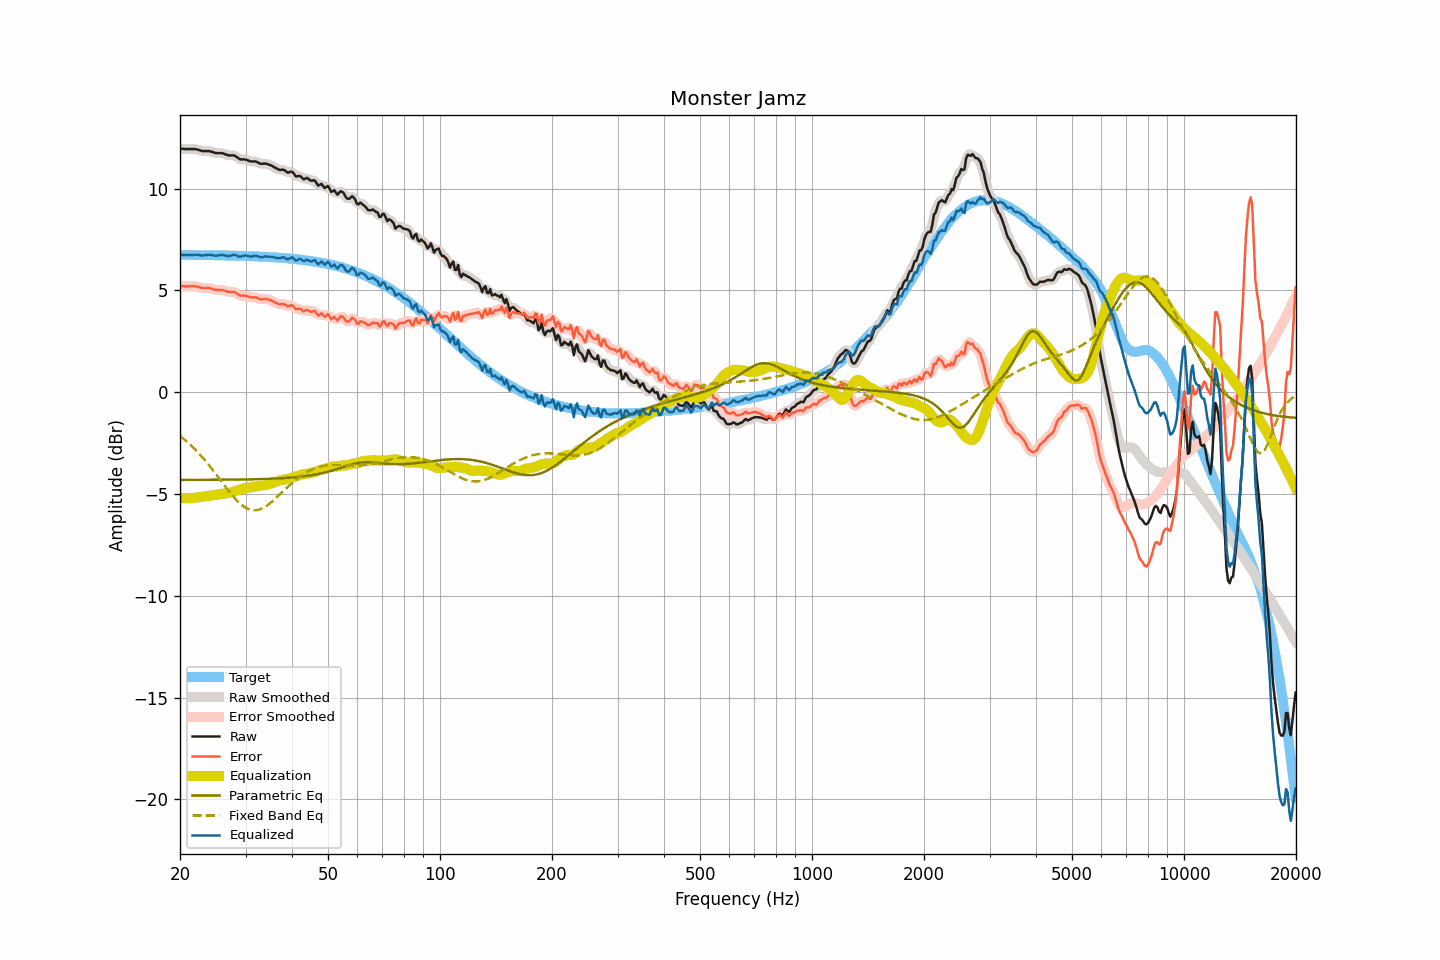 Monster Jamz
Amplitude (dBr)
10
5
0
−5
−10
−15
−20
Target
Raw Smoothed
Error Smoothed
Raw
Error
Equalization
Parametric Eq
Fixed Band Eq
Equalized
20 50 100 200 500 1000 2000 5000 10000 20000
Frequency (Hz)